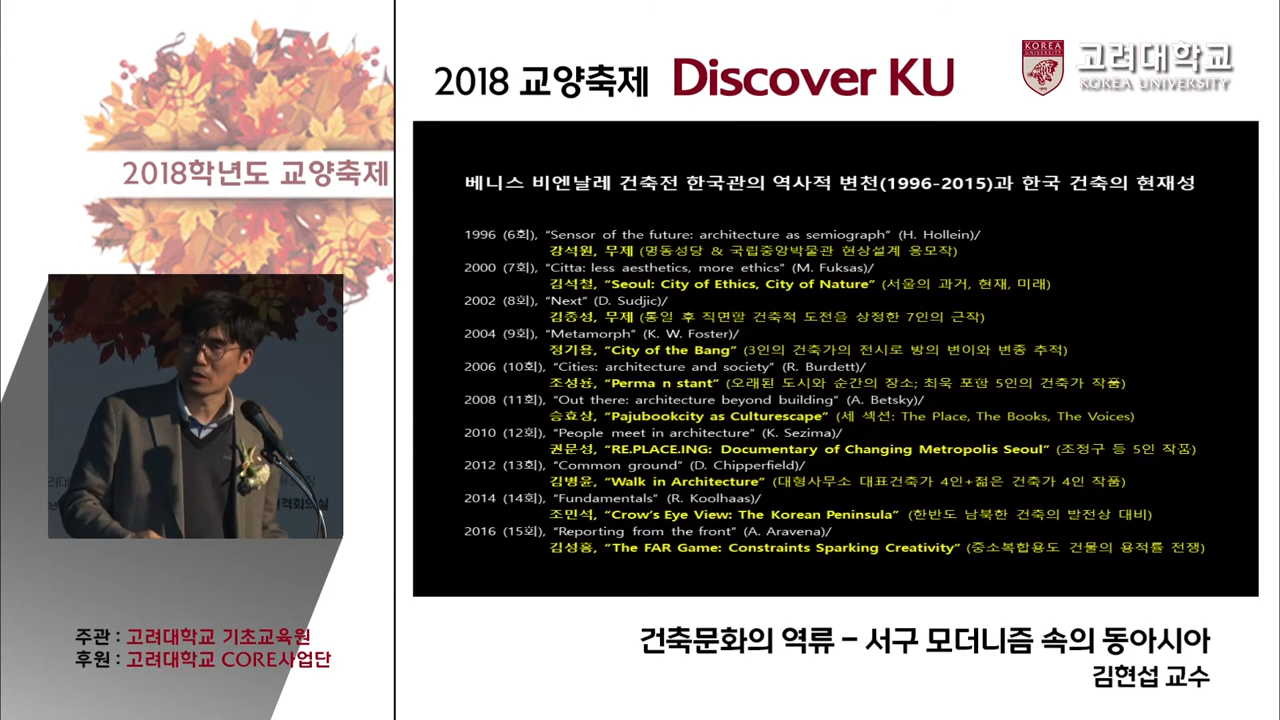 2018 교양축제 Discover KU
KOREA
UNIVERSITY
고려대학교
KOREA UNIVERSITY
2018학년도 교양축제
베니스 비엔날레 건축전 한국관의 역사적 변천(1996-2015)과 한국 건축의 현재성
1996 (6회), “Sensor of the future: architecture as semiograph” (H. Hollein)/
강석원, 무제 (명동성당 & 국립중앙박물관 현상설계 응모작)
2000 (7회), “Citta: less aesthetics, more ethics” (M. Fuksas)/
김석철, “Seoul: City of Ethics, City of Nature” (서울의 과거, 현재, 미래)
2002 (8회), “Next” (D. Sudjic)/
김종성, 무제 (통일 후 직면할 건축적 도전을 상정한 7인의 근작)
2004 (9회), “Metamorph” (K. W. Foster)/
정기용, “City of the Bang” (3인의 건축가의 전시로 방의 변이와 변종 추적)
2006 (10회), “Cities: architecture and society” (R. Burdett)/
조성룡, “Perma n stant” (오래된 도시와 순간의 장소; 최욱 포함 5인의 건축가 작품)
2008 (11회), “Out there: architecture beyond building” (A. Betsky)/
승효상, “Pajubookcity as Culturescape” (세 섹션: The Place, The Books, The Voices)
2010 (12회), “People meet in architecture” (K. Sezima)/
권문성, “RE.PLACE.ING: Documentary of Changing Metropolis Seoul” (조정구 등 5인 작품)
2012 (13회), “Common ground” (D. Chipperfield)/
김병윤, “Walk in Architecture” (대형사무소 대표건축가 4인+젊은 건축가 4인 작품)
2014 (14회), “Fundamentals” (R. Koolhaas)/
조민석, “Crow’s Eye View: The Korean Peninsula” (한반도 남북한 건축의 발전상 대비)
2016 (15회), “Reporting from the front” (A. Aravena)/
김성홍, “The FAR Game: Constraints Sparking Creativity” (중소복합용도 건물의 용적률 전쟁)
주관 : 고려대학교 기초교육원
후원 : 고려대학교 CORE사업단
건축문화의 역류 – 서구 모더니즘 속의 동아시아
김현섭 교수